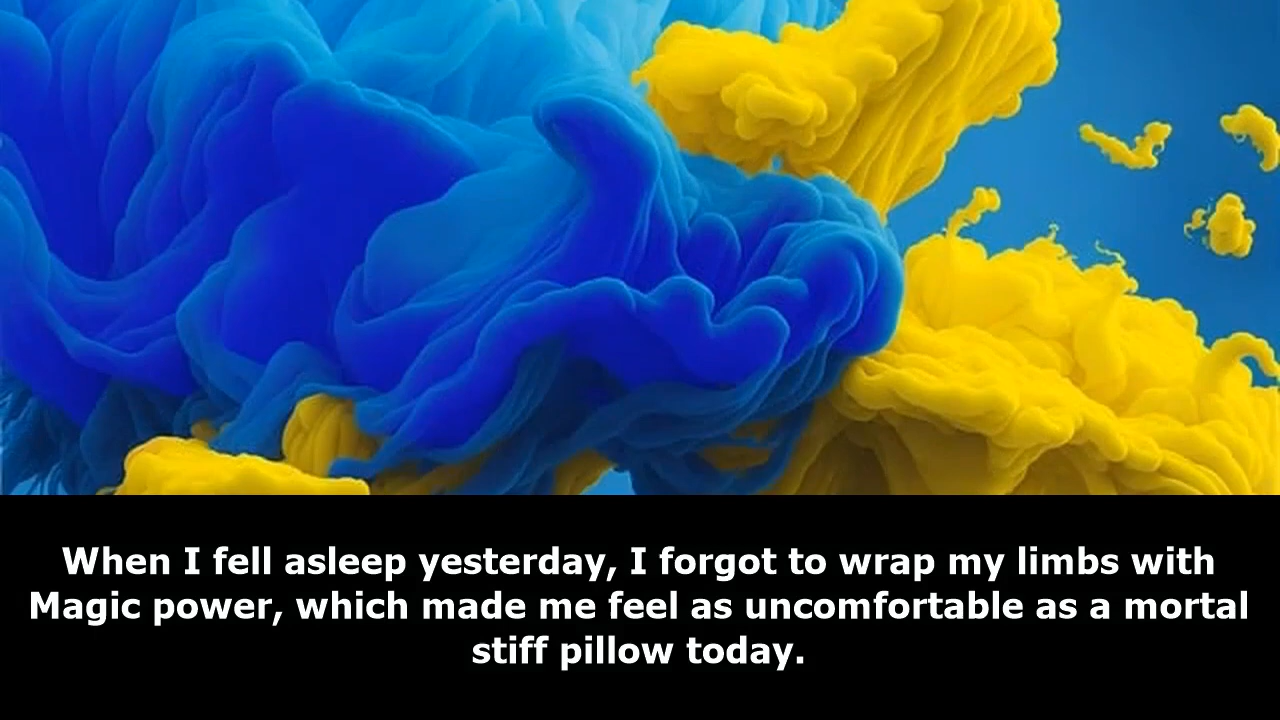 When I fell asleep yesterday, I forgot to wrap my limbs with
Magic power, which made me feel as uncomfortable as a mortal
stiff pillow today.